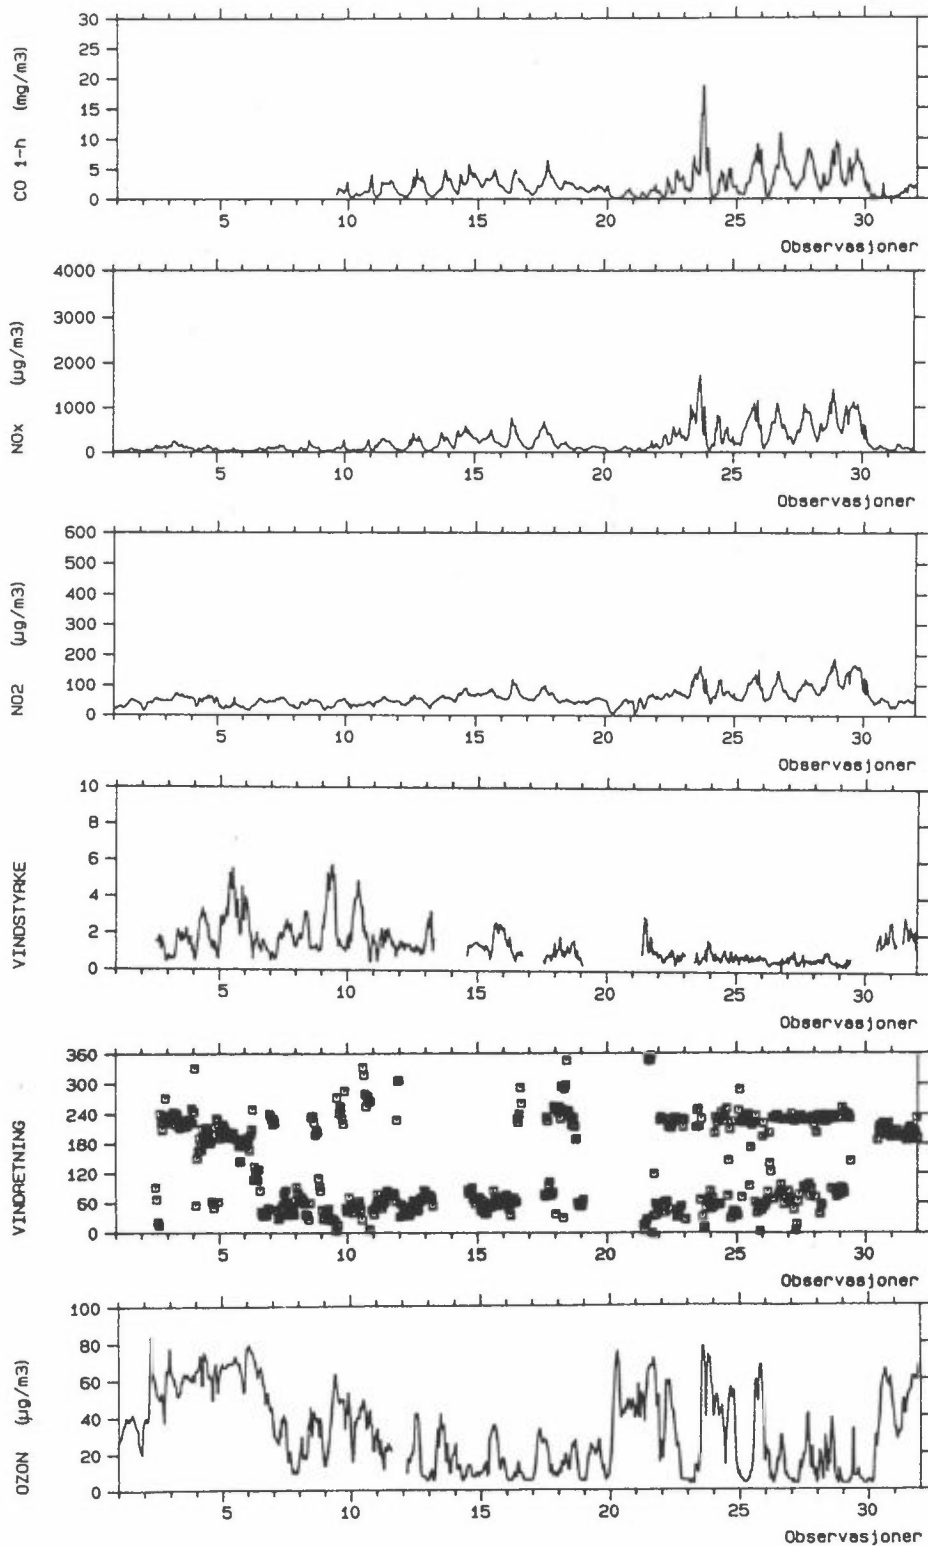 30
25
20
15
10
5
0
CO 1-h (mg/m3)
5 10 15 20 25 30
Observasjoner
4000
3000
2000
1000
0
NOx (µg/m3)
5 10 15 20 25 30
Observasjoner
600
500
400
300
200
100
0
NO2 (µg/m3)
5 10 15 20 25 30
Observasjoner
10
8
6
4
2
0
VINDSTYRKE
5 10 15 20 25 30
Observasjoner
360
300
240
180
120
60
0
VINDRETNING
5 10 15 20 25 30
Observasjoner
100
80
60
40
20
0
OZON (µg/m3)
5 10 15 20 25 30
Observasjoner